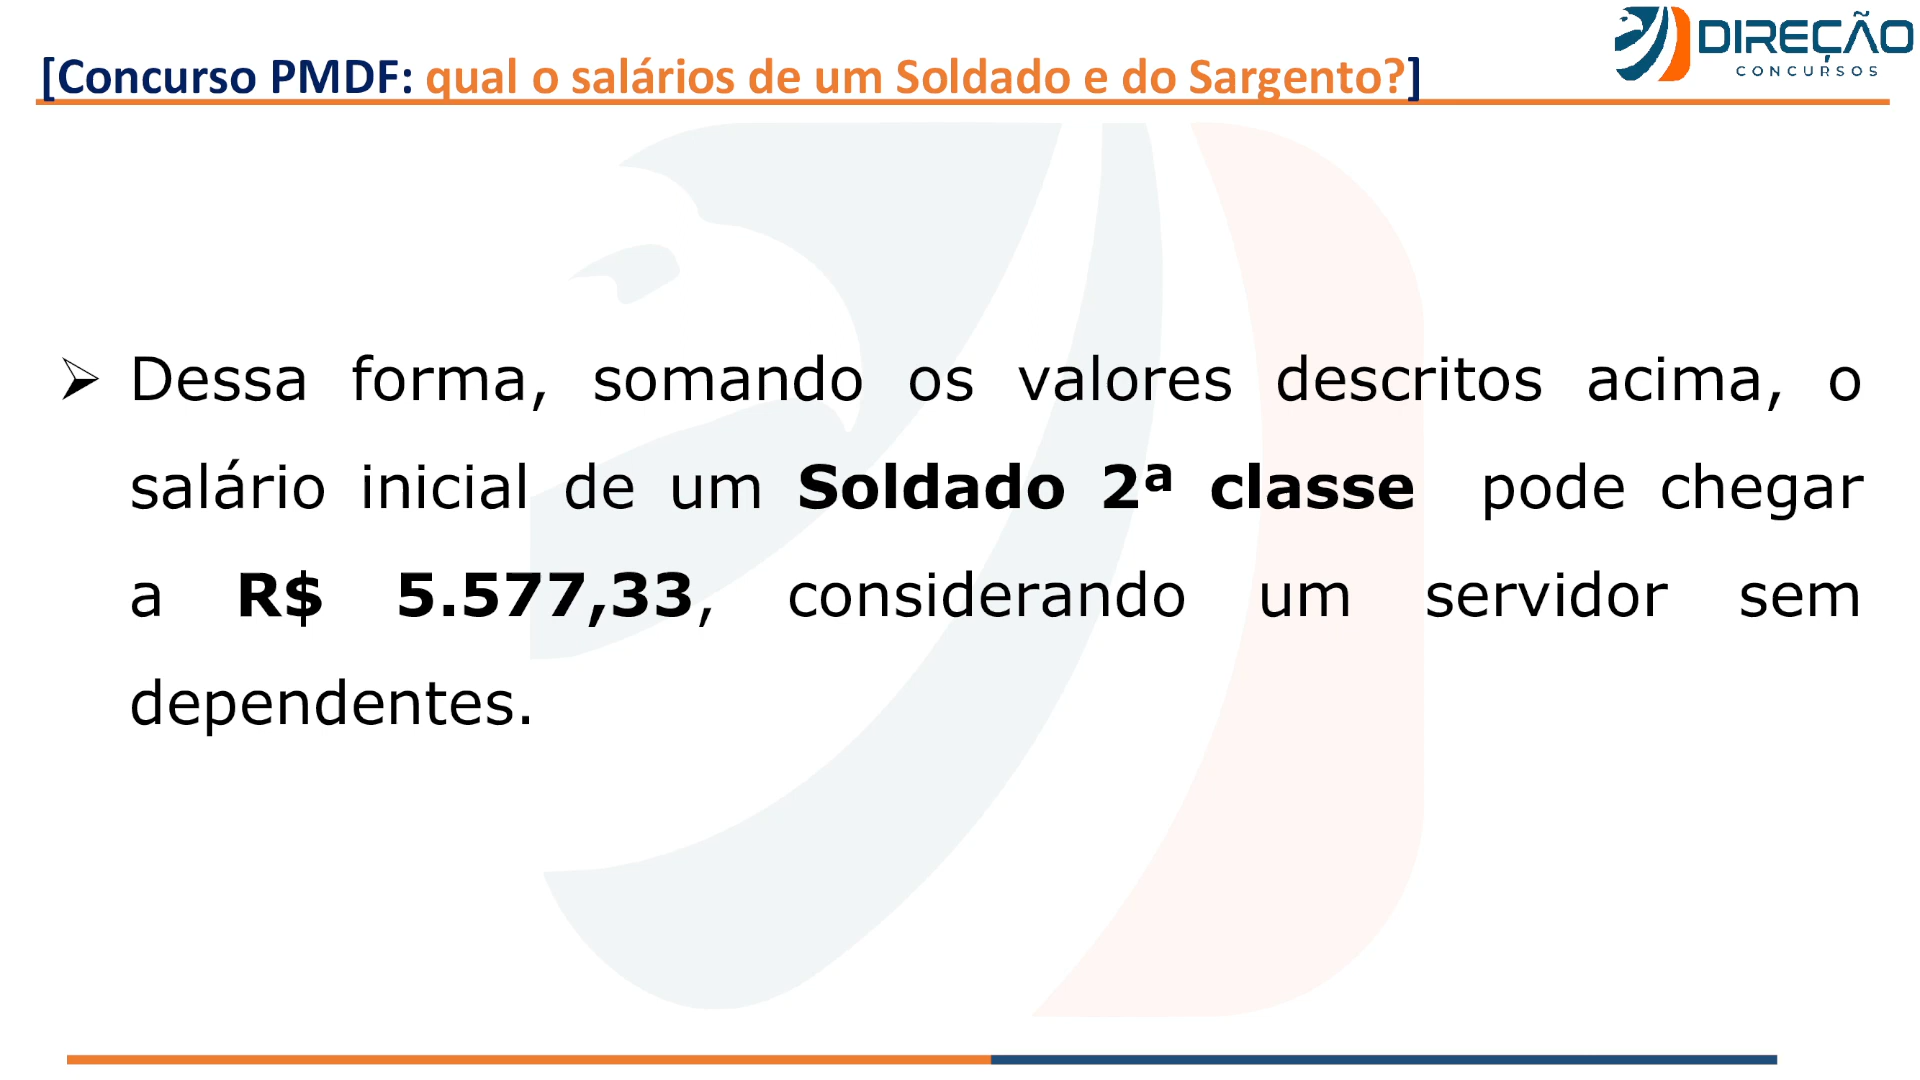 [Concurso PMDF: qual o salários de um Soldado e do Sargento?]
DIREÇÃO
CONCURSOS
➢ Dessa forma, somando os valores descritos acima, o
salário inicial de um Soldado 2ª classe pode chegar
a R$ 5.577,33, considerando um servidor sem
dependentes.